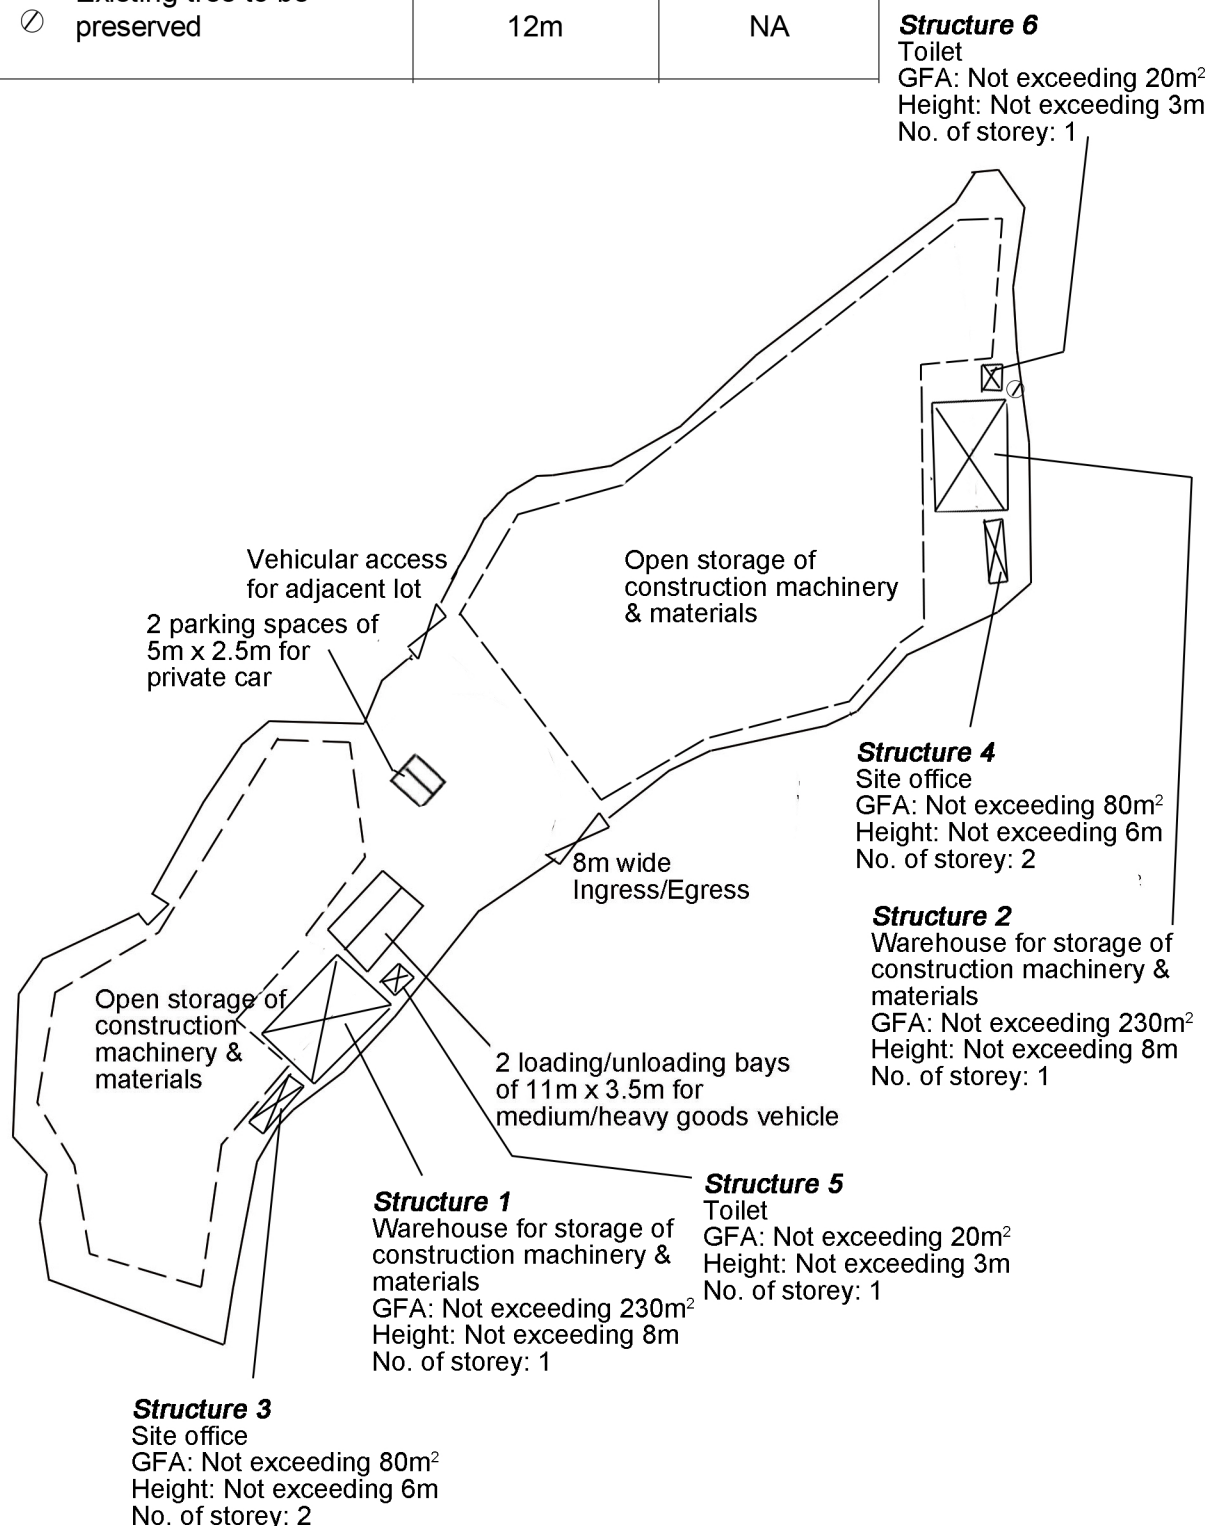 Existing tree to be
preserved
12m
NA
Structure 6
Toilet
GFA: Not exceeding 20m²
Height: Not exceeding 3m
No. of storey: 1
Vehicular access
for adjacent lot
2 parking spaces of
5m x 2.5m for
private car
Open storage of
construction machinery
& materials
Structure 4
Site office
GFA: Not exceeding 80m²
Height: Not exceeding 6m
No. of storey: 2
8m wide
Ingress/Egress
Structure 2
Warehouse for storage of
construction machinery &
materials
GFA: Not exceeding 230m²
Height: Not exceeding 8m
No. of storey: 1
Open storage of
construction
machinery &
materials
2 loading/unloading bays
of 11m x 3.5m for
medium/heavy goods vehicle
Structure 5
Toilet
GFA: Not exceeding 20m²
Height: Not exceeding 3m
No. of storey: 1
Structure 1
Warehouse for storage of
construction machinery &
materials
GFA: Not exceeding 230m²
Height: Not exceeding 8m
No. of storey: 1
Structure 3
Site office
GFA: Not exceeding 80m²
Height: Not exceeding 6m
No. of storey: 2